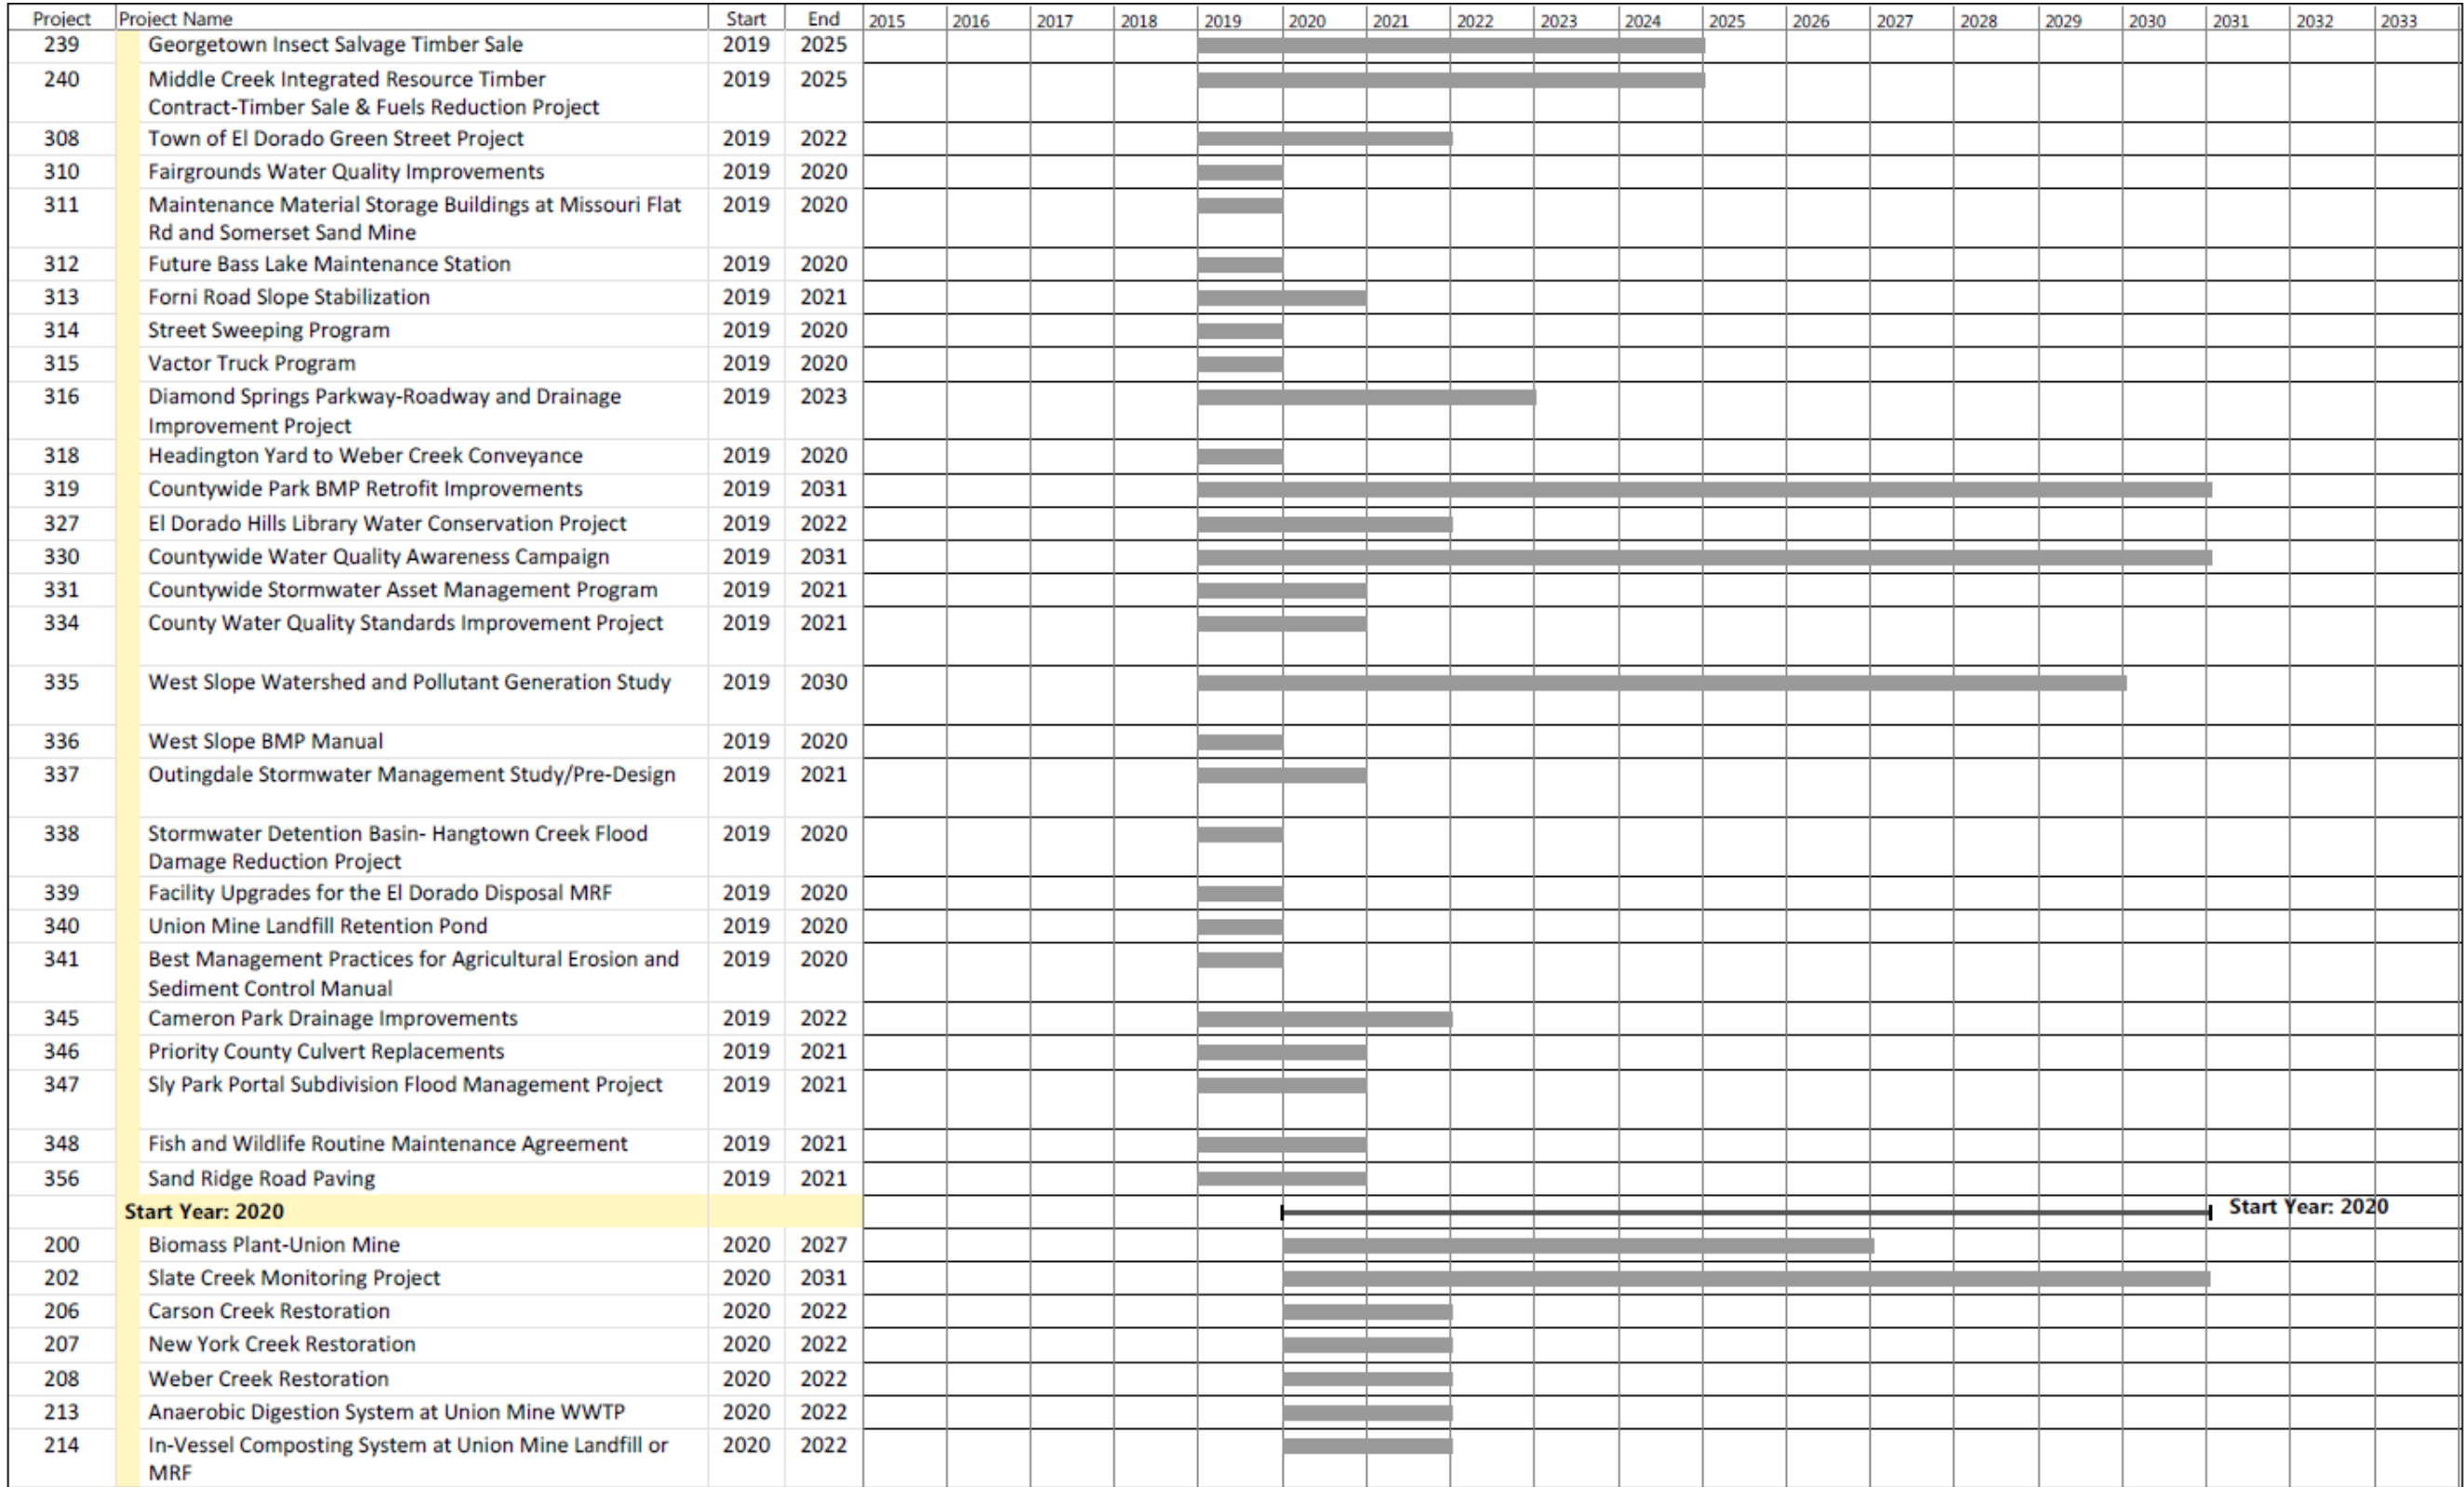 Project Project Name Start End 2015 2016 2017 2018 2019 2020 2021 2022 2023 2024 2025 2026 2027 2028 2029 2030 2031 2032 2033
239 Georgetown Insect Salvage Timber Sale 2019 2025
240 Middle Creek Integrated Resource Timber 2019 2025
Contract-Timber Sale & Fuels Reduction Project
308 Town of El Dorado Green Street Project 2019 2022
310 Fairgrounds Water Quality Improvements 2019 2020
311 Maintenance Material Storage Buildings at Missouri Flat 2019 2020
Rd and Somerset Sand Mine
312 Future Bass Lake Maintenance Station 2019 2020
313 Forni Road Slope Stabilization 2019 2021
314 Street Sweeping Program 2019 2020
315 Vactor Truck Program 2019 2020
316 Diamond Springs Parkway-Roadway and Drainage 2019 2023
Improvement Project
318 Headington Yard to Weber Creek Conveyance 2019 2020
319 Countywide Park BMP Retrofit Improvements 2019 2031
327 El Dorado Hills Library Water Conservation Project 2019 2022
330 Countywide Water Quality Awareness Campaign 2019 2031
331 Countywide Stormwater Asset Management Program 2019 2021
334 County Water Quality Standards Improvement Project 2019 2021
335 West Slope Watershed and Pollutant Generation Study 2019 2030
336 West Slope BMP Manual 2019 2020
337 Outingdale Stormwater Management Study/Pre-Design 2019 2021
338 Stormwater Detention Basin- Hangtown Creek Flood 2019 2020
Damage Reduction Project
339 Facility Upgrades for the El Dorado Disposal MRF 2019 2020
340 Union Mine Landfill Retention Pond 2019 2020
341 Best Management Practices for Agricultural Erosion and 2019 2020
Sediment Control Manual
345 Cameron Park Drainage Improvements 2019 2022
346 Priority County Culvert Replacements 2019 2021
347 Sly Park Portal Subdivision Flood Management Project 2019 2021
348 Fish and Wildlife Routine Maintenance Agreement 2019 2021
356 Sand Ridge Road Paving 2019 2021
Start Year: 2020 Start Year: 2020
200 Biomass Plant-Union Mine 2020 2027
202 Slate Creek Monitoring Project 2020 2031
206 Carson Creek Restoration 2020 2022
207 New York Creek Restoration 2020 2022
208 Weber Creek Restoration 2020 2022
213 Anaerobic Digestion System at Union Mine WWTP 2020 2022
214 In-Vessel Composting System at Union Mine Landfill or 2020 2022
MRF